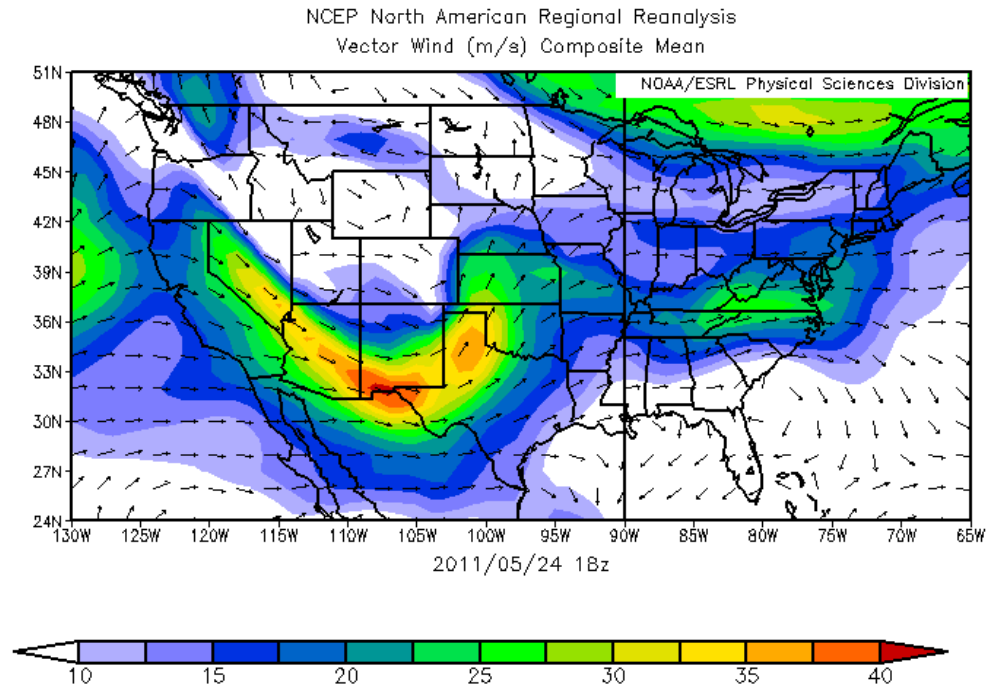 NCEP North American Regional Reanalysis
Vector Wind (m/s) Composite Mean
NOAA/ESRL Physical Sciences Division
51N
48N
45N
42N
39N
36N
33N
30N
27N
24N
130W 125W 120W 115W 110W 105W 100W 95W 90W 85W 80W 75W 70W 65W
2011/05/24 18z
10 15 20 25 30 35 40